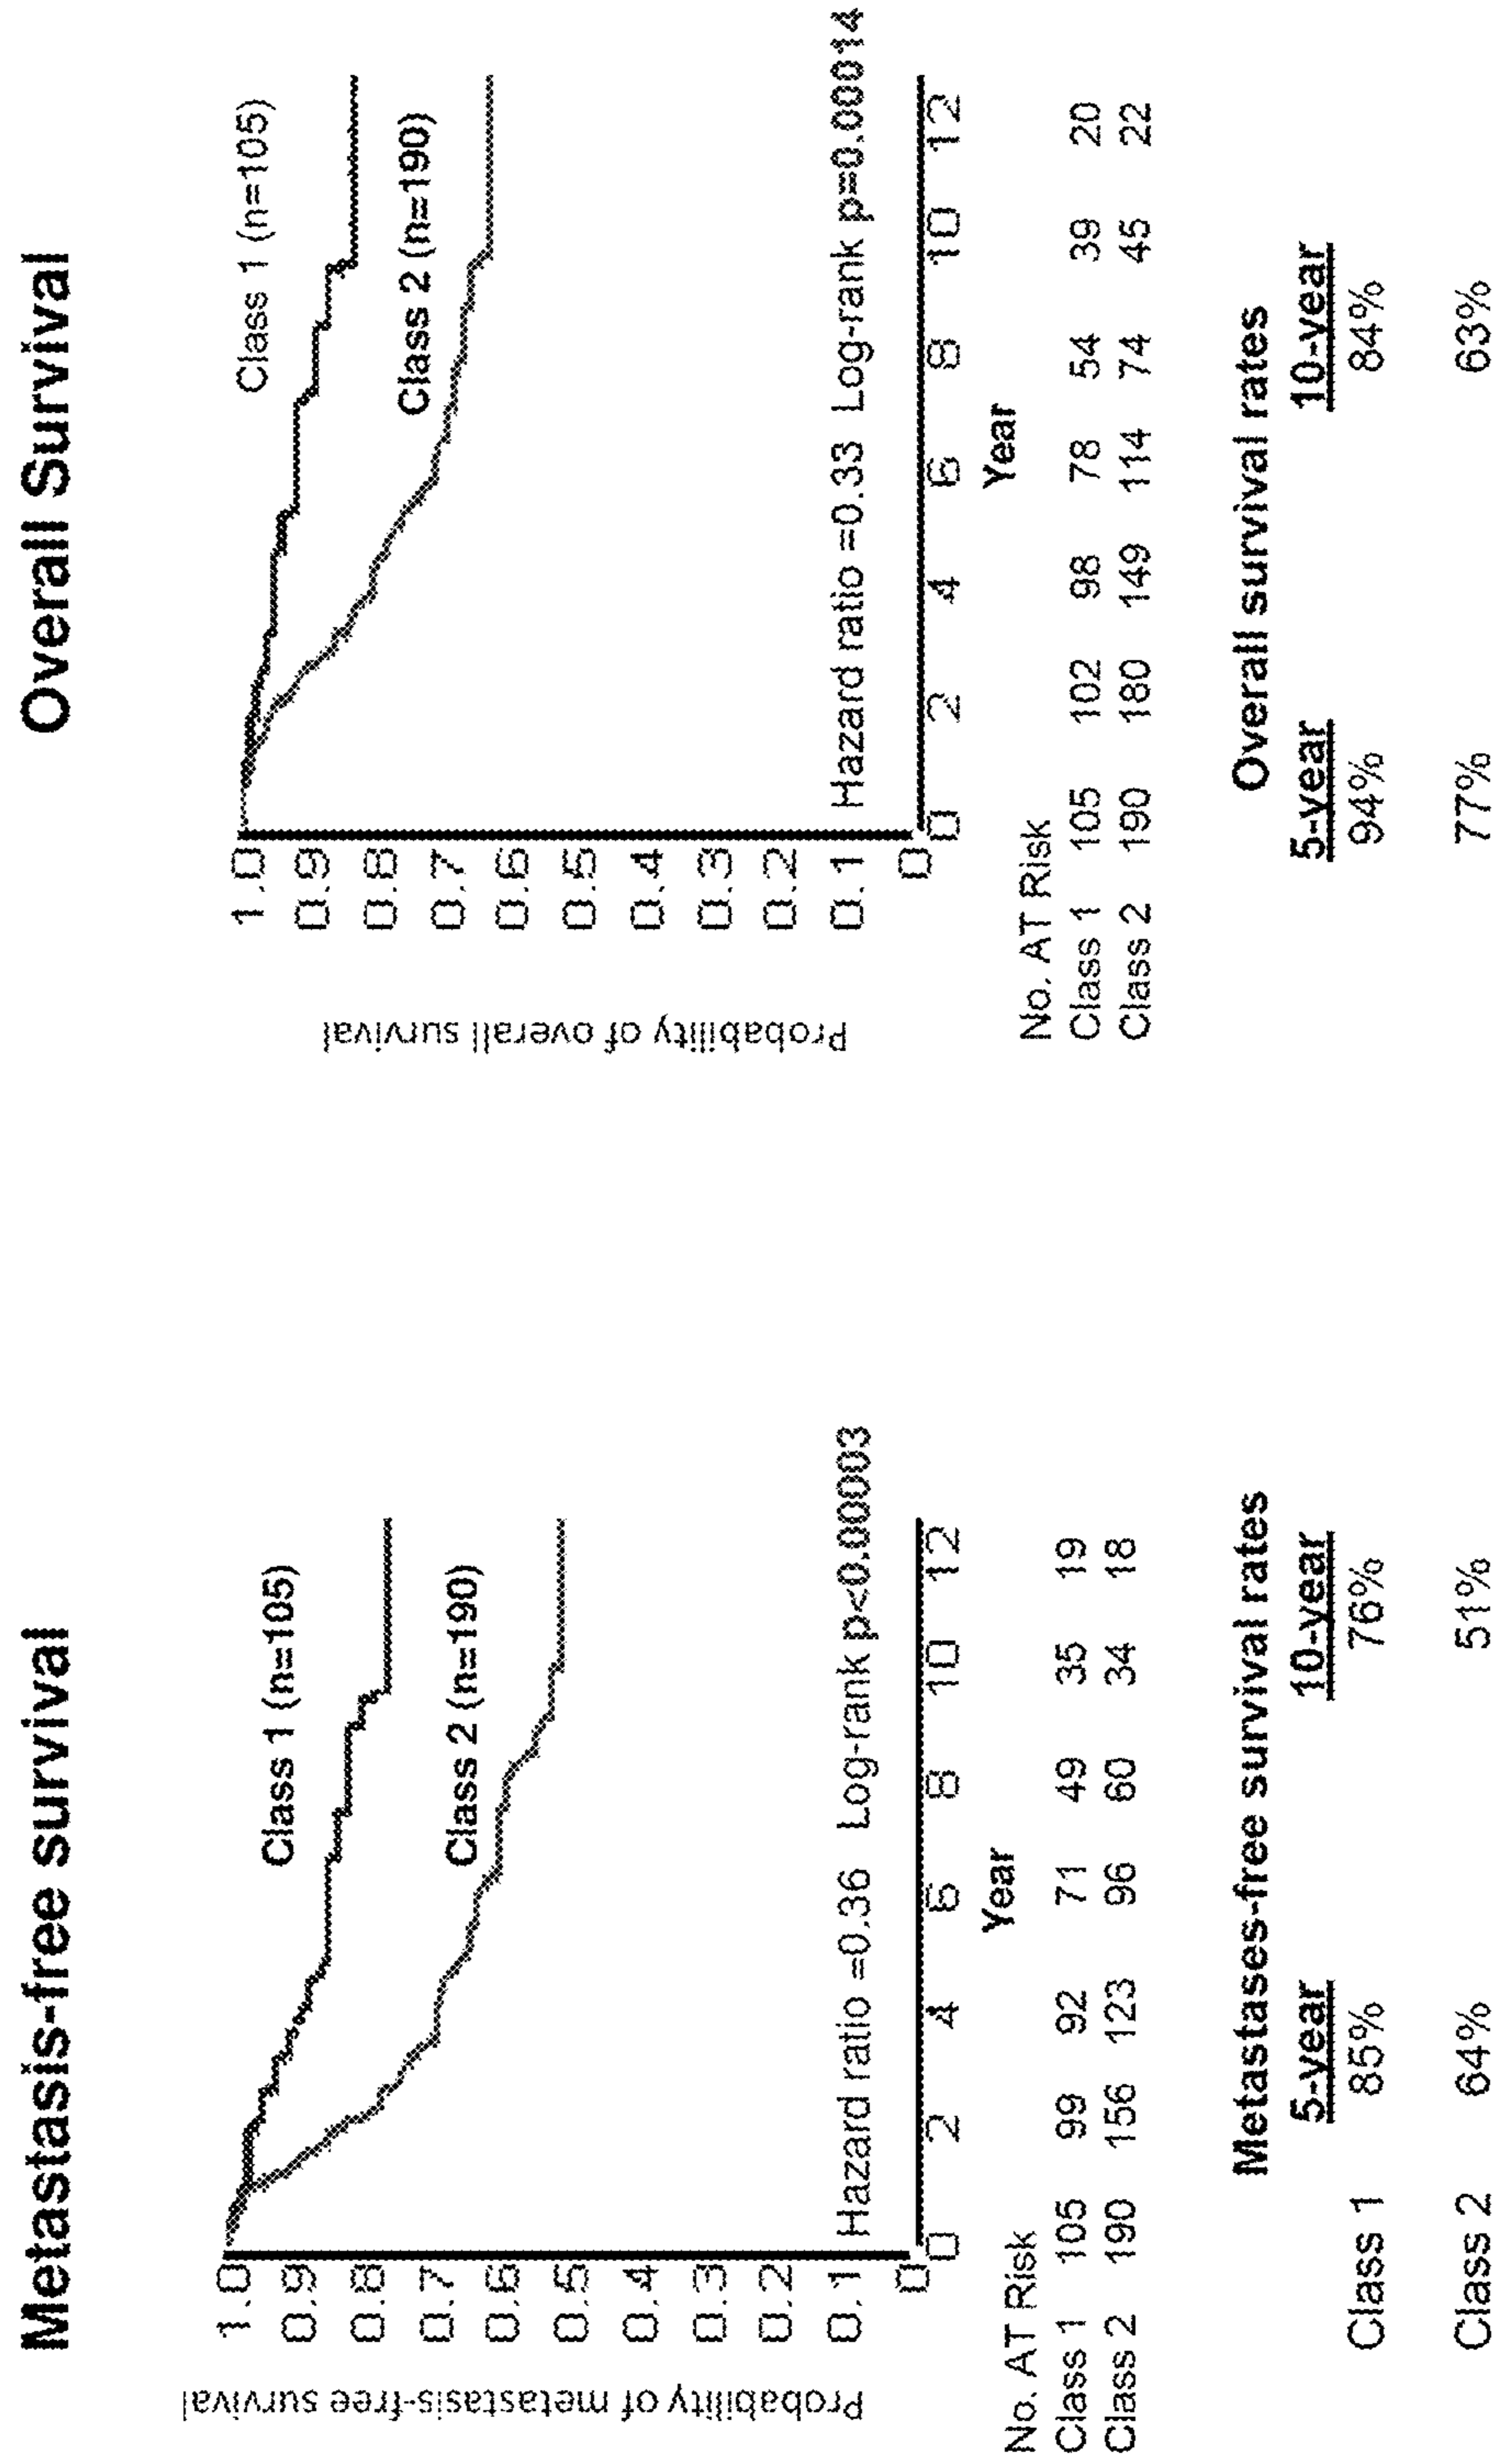 Metastasis-free survival
Probability of metastasis-free survival
1.0
0.9
0.8
0.7
0.6
0.5
0.4
0.3
0.2
0.1
0
Class 1 (n=105)
Class 2 (n=190)
Hazard ratio =0.36 Log-rank p<0.00003
0 2 4 6 8 10 12
Year
No. AT Risk
Class 1 105 99 92 71 49 35 19
Class 2 190 156 123 96 60 34 18
Metastases-free survival rates
5-year 10-year
Class 1 85% 76%
Class 2 64% 51%
Overall Survival
Probability of overall survival
1.0
0.9
0.8
0.7
0.6
0.5
0.4
0.3
0.2
0.1
0
Class 1 (n=105)
Class 2 (n=190)
Hazard ratio =0.33 Log-rank p=0.00014
0 2 4 6 8 10 12
Year
No. AT Risk
Class 1 105 102 98 78 54 39 20
Class 2 190 180 149 114 74 45 22
Overall survival rates
5-year 10-year
94% 84%
77% 63%